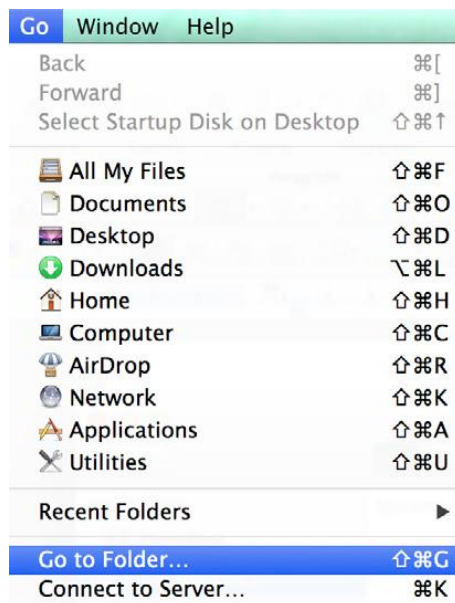 Go Window Help
Back ⌘[
Forward ⌘]
Select Startup Disk on Desktop ⇧⌘↑
All My Files ⇧⌘F
Documents ⇧⌘O
Desktop ⇧⌘D
Downloads ⌥⌘L
Home ⇧⌘H
Computer ⇧⌘C
AirDrop ⇧⌘R
Network ⇧⌘K
Applications ⇧⌘A
Utilities ⇧⌘U
Recent Folders ▶
Go to Folder... ⇧⌘G
Connect to Server... ⌘K